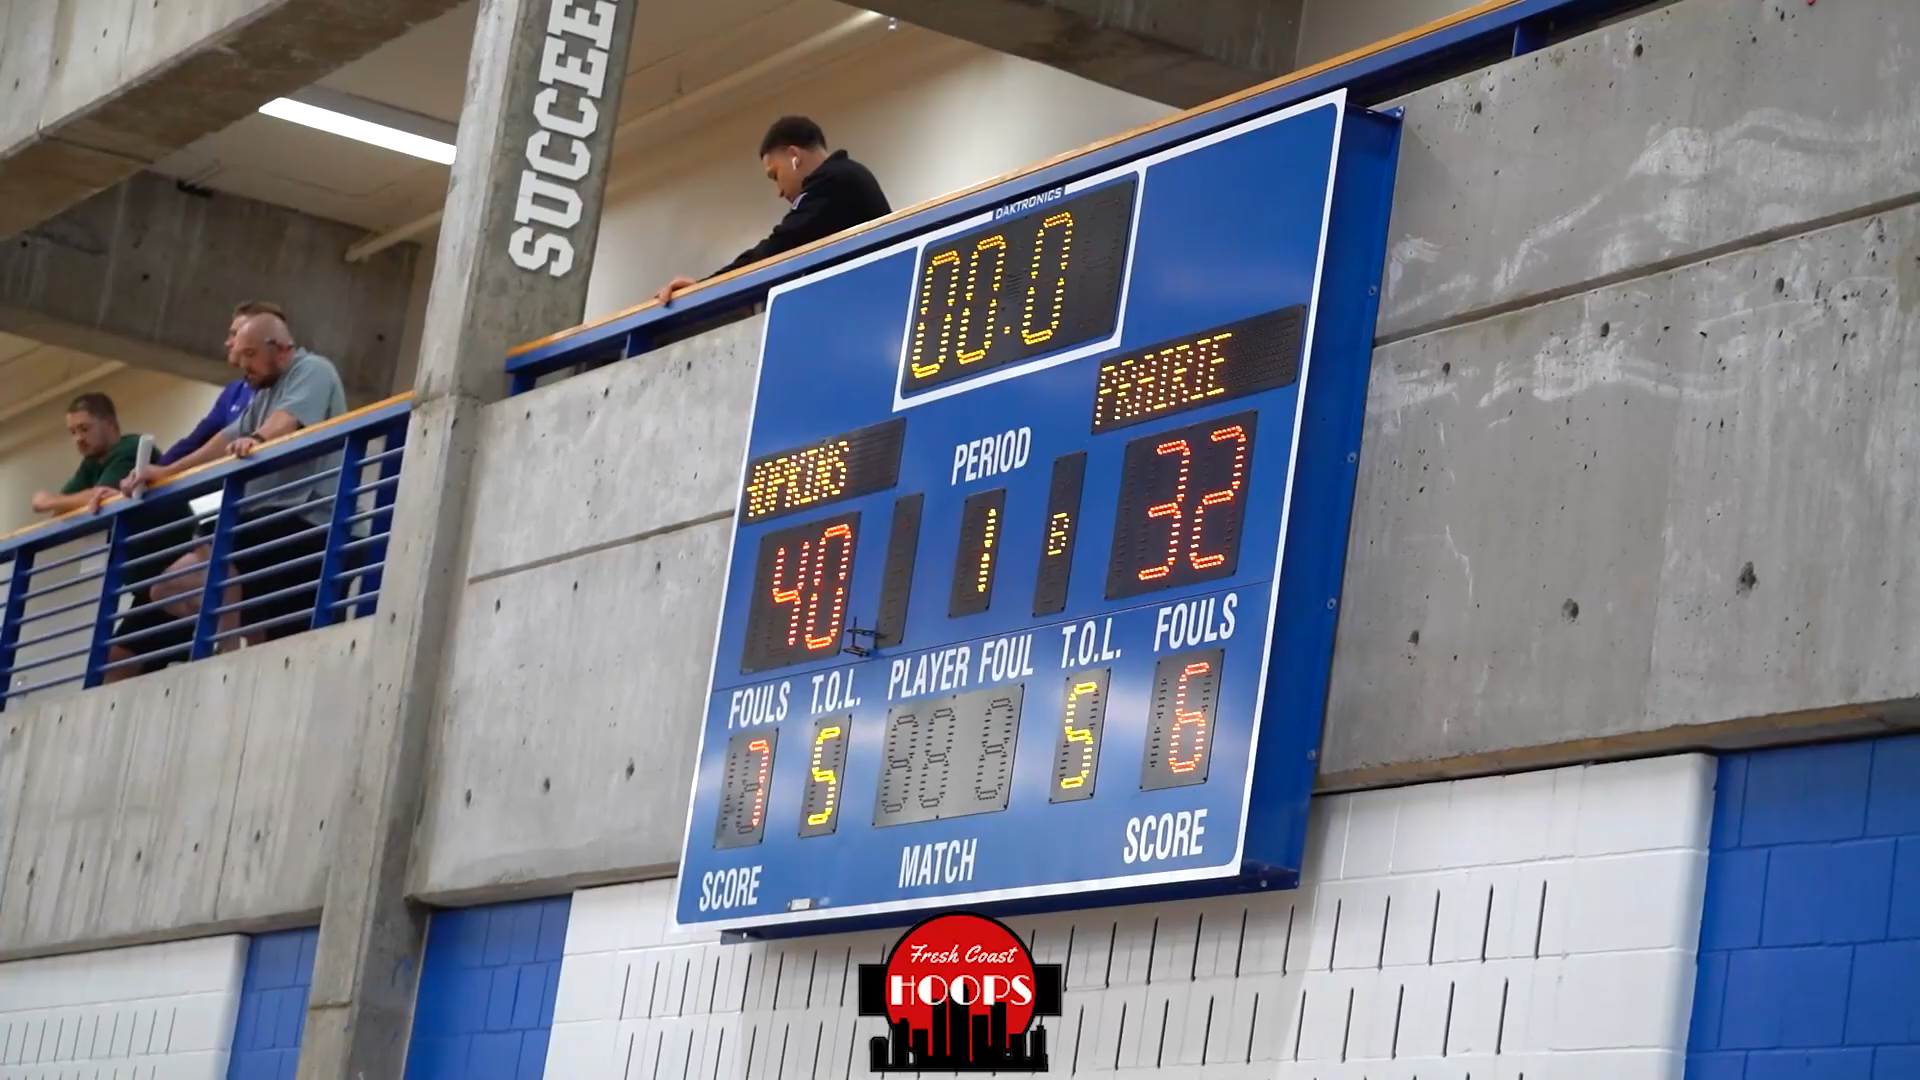 SUCCEE
DAKTRONICS
00.0
PRAIRIE
HOPKINS
PERIOD
40
1
B
32
FOULS
T.O.L.
PLAYER FOUL
T.O.L.
FOULS
7
5
5
6
SCORE
MATCH
SCORE
Fresh Coast
HOOPS